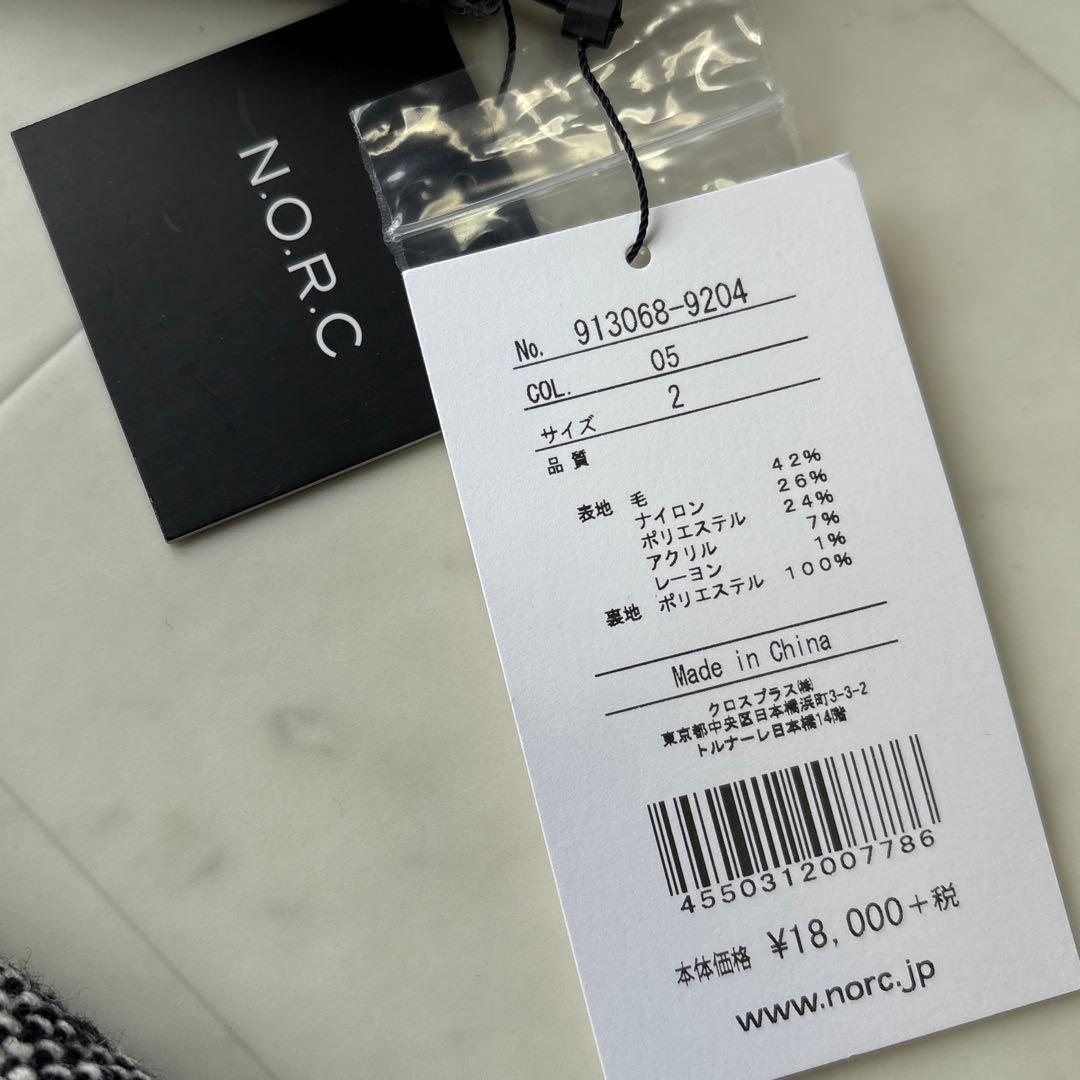 N.O.R.C
No. 913068-9204
COL. 05
サイズ 2
品質
表地 毛 42%
ナイロン 26%
ポリエステル 24%
アクリル 7%
レーヨン 1%
裏地 ポリエステル 100%
Made in China
クロスプラス㈱
東京都中央区日本橋浜町3-3-2
トルナーレ日本橋14階
4550312007786
本体価格 ¥18,000+税
www.norc.jp